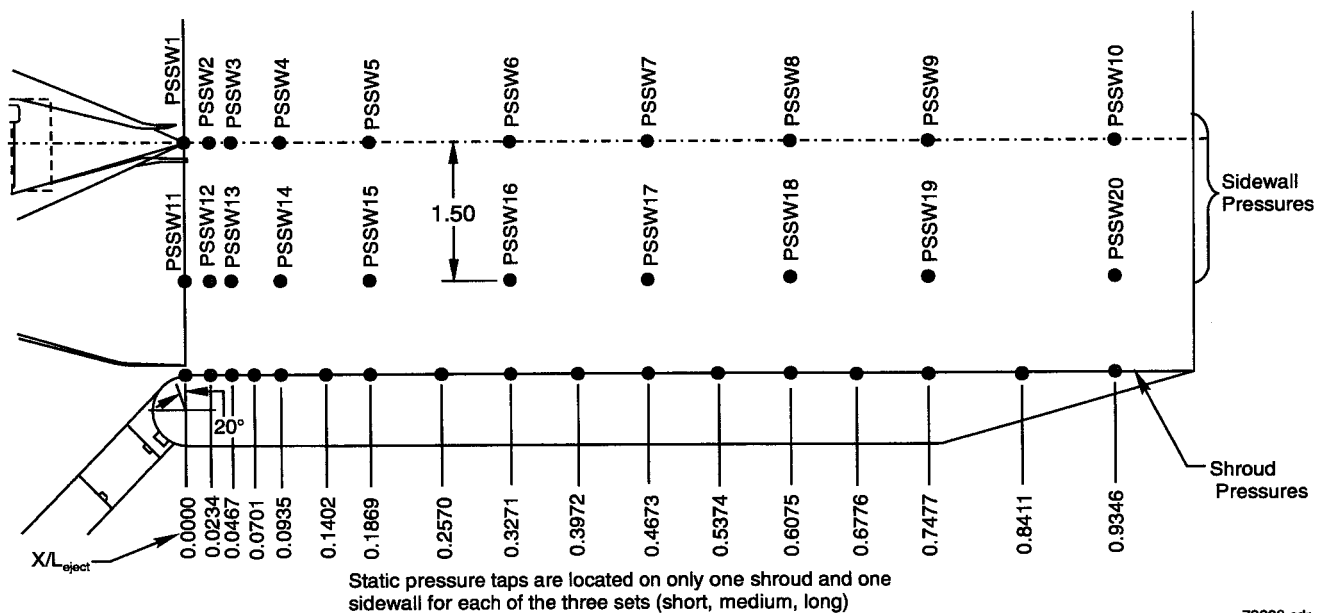 PSSW1
PSSW2
PSSW3
PSSW4
PSSW5
PSSW6
PSSW7
PSSW8
PSSW9
PSSW10
PSSW11
PSSW12
PSSW13
PSSW14
PSSW15
1.50
PSSW16
PSSW17
PSSW18
PSSW19
PSSW20
Sidewall
Pressures
20°
Shroud
Pressures
X/Leject
0.0000
0.0234
0.0467
0.0701
0.0935
0.1402
0.1869
0.2570
0.3271
0.3972
0.4673
0.5374
0.6075
0.6776
0.7477
0.8411
0.9346
Static pressure taps are located on only one shroud and one
sidewall for each of the three sets (short, medium, long)